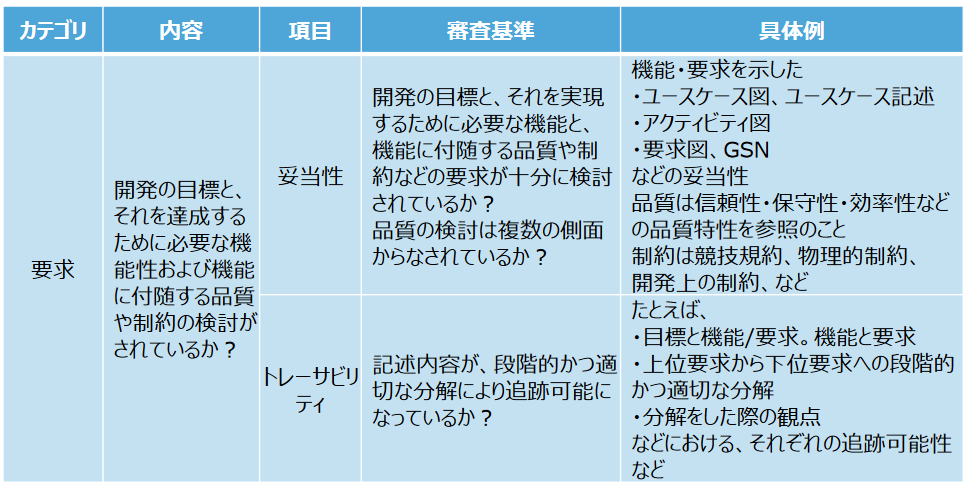 カテゴリ
内容
項目
審査基準
具体例
要求
開発の目標と、
それを達成する
ために必要な機
能性および機能
に付随する品質
や制約の検討が
されているか？
妥当性
開発の目標と、それを実現
するために必要な機能と、
機能に付随する品質や制
約などの要求が十分に検討
されているか？
品質の検討は複数の側面
からなされているか？
機能・要求を示した
・ユースケース図、ユースケース記述
・アクティビティ図
・要求図、GSN
などの妥当性
品質は信頼性・保守性・効率性など
の品質特性を参照のこと
制約は競技規約、物理的制約、
開発上の制約、など
トレーサビリ
ティ
記述内容が、段階的かつ適
切な分解により追跡可能に
なっているか？
たとえば、
・目標と機能/要求。機能と要求
・上位要求から下位要求への段階的
かつ適切な分解
・分解をした際の観点
などにおける、それぞれの追跡可能性
など